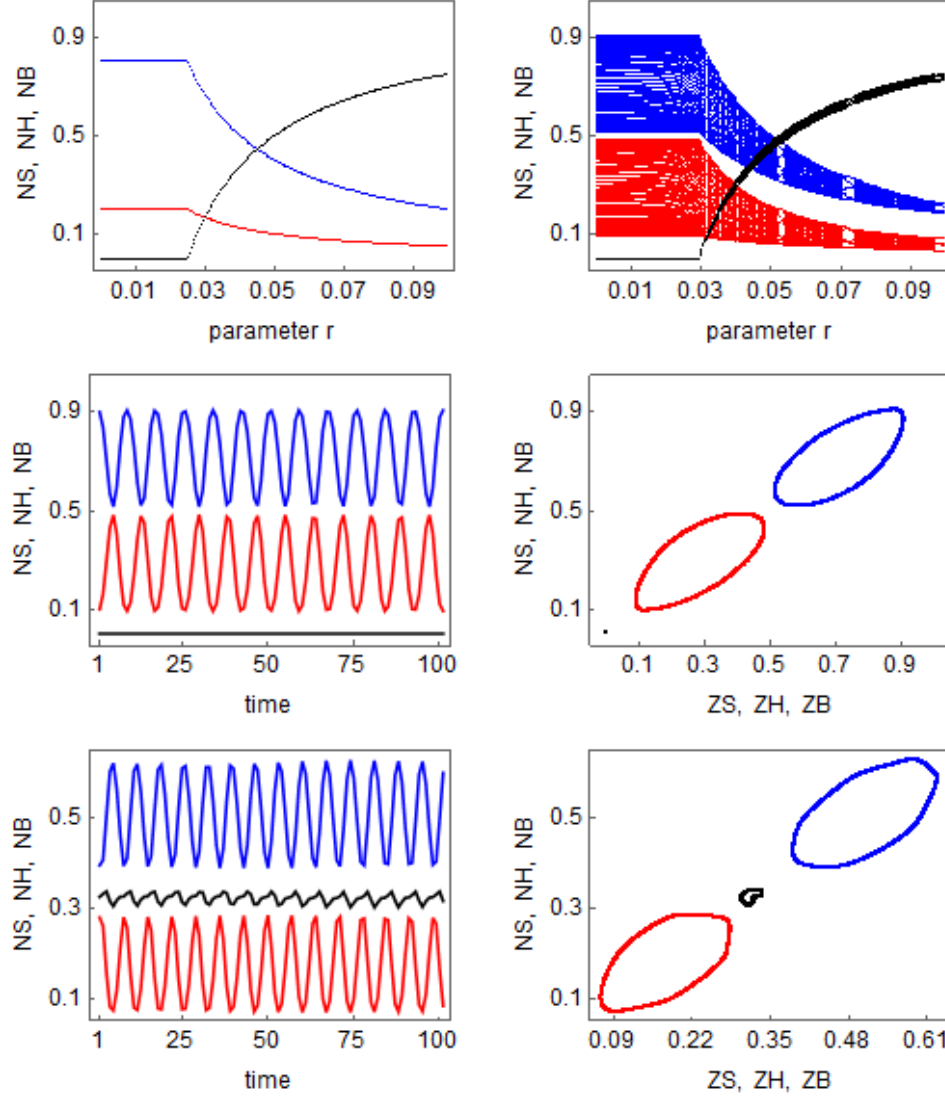 NS, NH, NB
0.9
0.5
0.1
0.01 0.03 0.05 0.07 0.09
parameter r
NS, NH, NB
0.9
0.5
0.1
0.01 0.03 0.05 0.07 0.09
parameter r
NS, NH, NB
0.9
0.5
0.1
1 25 50 75 100
time
NS, NH, NB
0.9
0.5
0.1
0.1 0.3 0.5 0.7 0.9
ZS, ZH, ZB
NS, NH, NB
0.5
0.3
0.1
1 25 50 75 100
time
NS, NH, NB
0.5
0.3
0.1
0.09 0.22 0.35 0.48 0.61
ZS, ZH, ZB